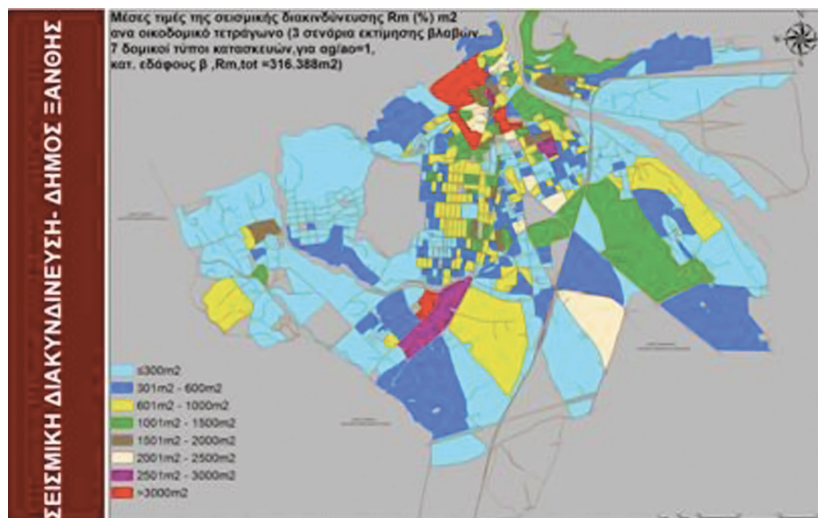 ΣΕΙΣΜΙΚΗ ΔΙΑΚΥΝΔΙΝΕΥΣΗ- ΔΗΜΟΣ ΞΑΝΘΗΣ
Μέσες τιμές της σεισμικής διακινδύνευσης Rm (%) m2
ανα οικοδομικό τετράγωνο (3 σενάρια εκτίμησης βλαβών,
7 δομικοί τύποι κατασκευών,για αg/ao=1,
κατ. εδάφους β ,Rm,tot =316.388m2)
≤300m2
301m2 - 600m2
601m2 - 1000m2
1001m2 - 1500m2
1501m2 - 2000m2
2001m2 - 2500m2
2501m2 - 3000m2
>3000m2